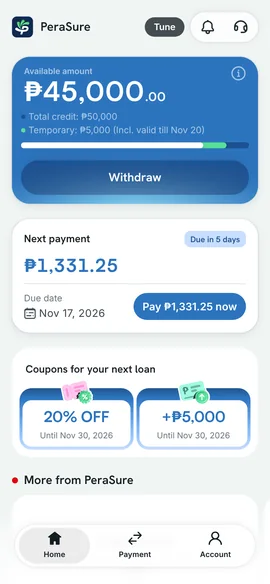 PeraSure
Tune
Available amount
₱45,000.00
Total credit: ₱50,000
Temporary: ₱5,000 (Incl. valid till Nov 20)
Withdraw
Next payment
Due in 5 days
₱1,331.25
Due date
Nov 17, 2026
Pay ₱1,331.25 now
Coupons for your next loan
20% OFF
Until Nov 30, 2026
+₱5,000
Until Nov 30, 2026
More from PeraSure
Home
Payment
Account